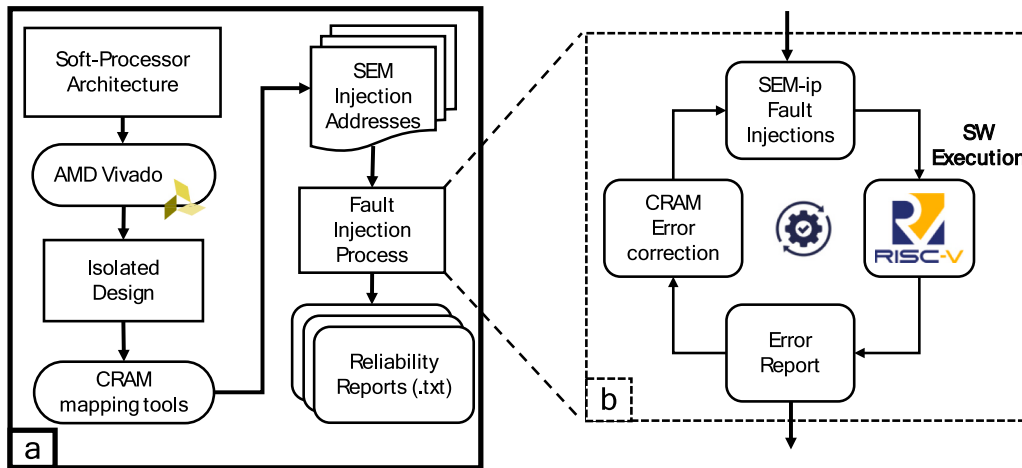 Soft-Processor
Architecture
AMD Vivado
Isolated
Design
CRAM
mapping tools
SEM
Injection
Addresses
Fault
Injection
Process
Reliability
Reports (.txt)
a
SEM-ip
Fault
Injections
SW
Execution
RISC-V
Error
Report
CRAM
Error
correction
b